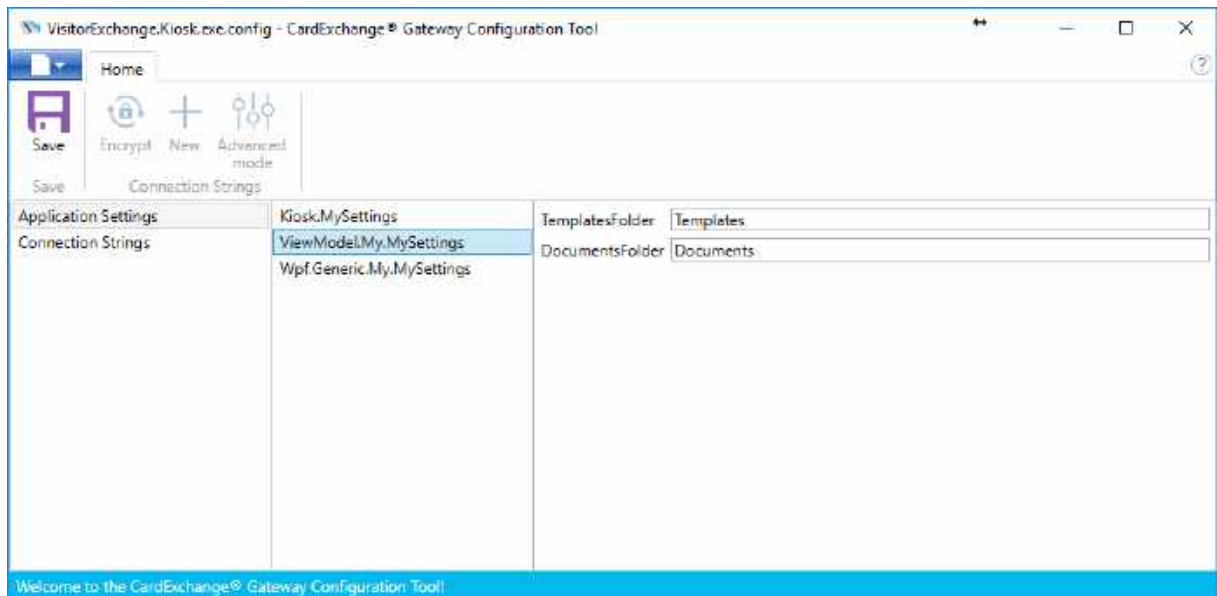 VisitorExchange.Kiosk.exe.config - CardExchange® Gateway Configuration Tool
Home
Save
Encrypt
New
Advanced mode
Save
Connection Strings
Application Settings
Connection Strings
Kiosk.MySettings
ViewModel.My.MySettings
Wpf.Generic.My.MySettings
TemplatesFolder Templates
DocumentsFolder Documents
Welcome to the CardExchange® Gateway Configuration Tool!